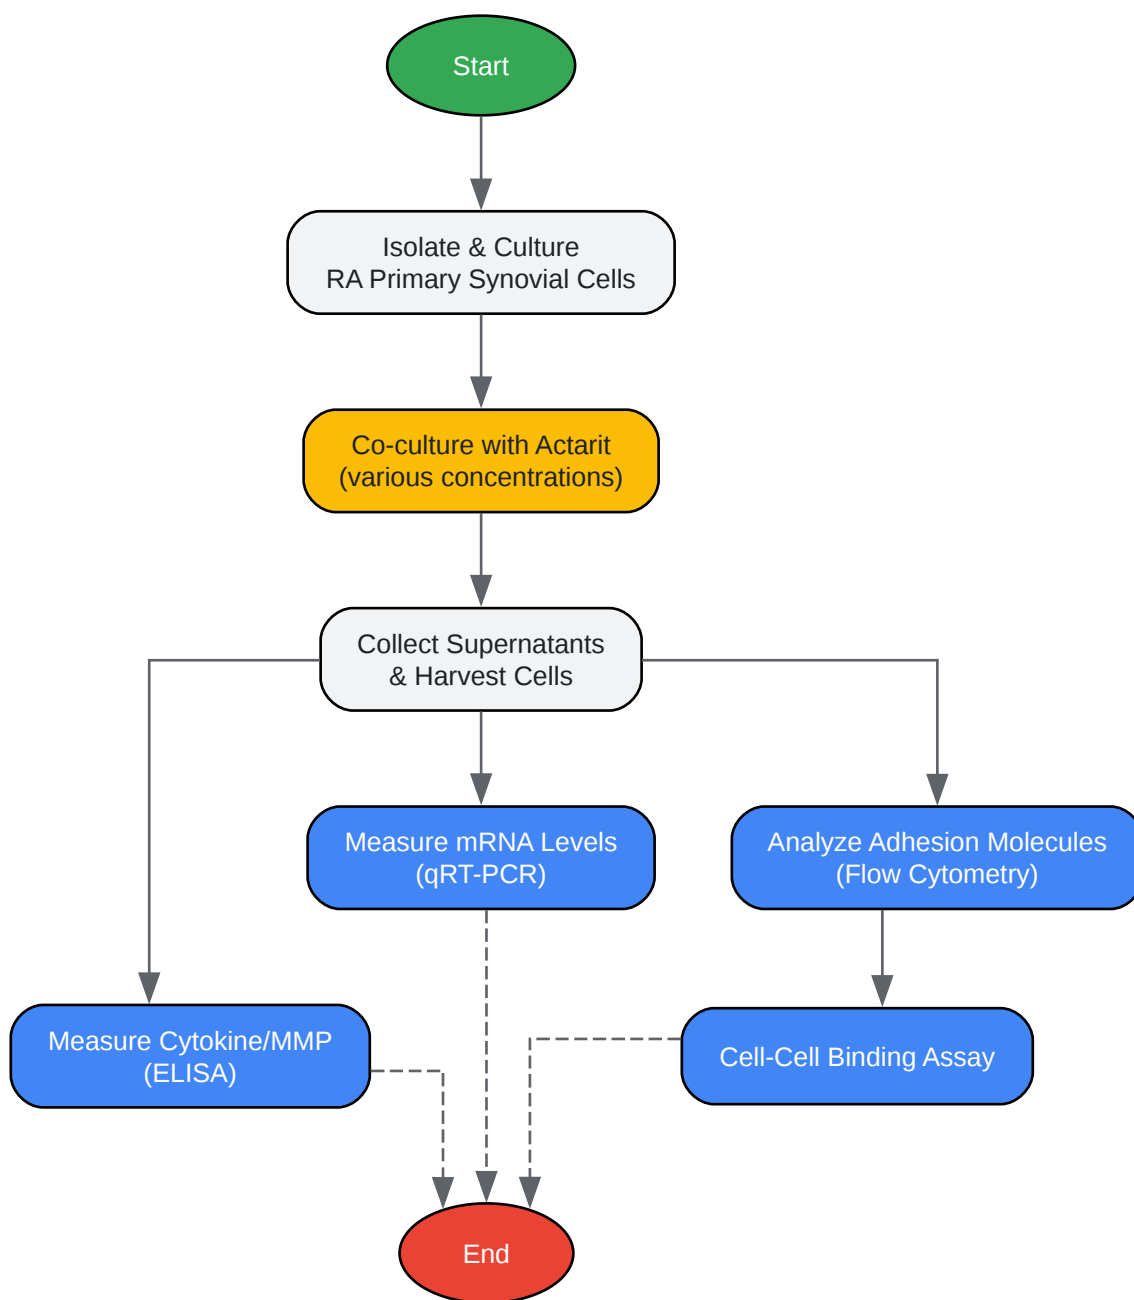 Start
Isolate & Culture
RA Primary Synovial Cells
Co-culture with Actarit
(various concentrations)
Collect Supernatants
& Harvest Cells
Measure mRNA Levels
(qRT-PCR)
Analyze Adhesion Molecules
(Flow Cytometry)
Measure Cytokine/MMP
(ELISA)
Cell-Cell Binding Assay
End